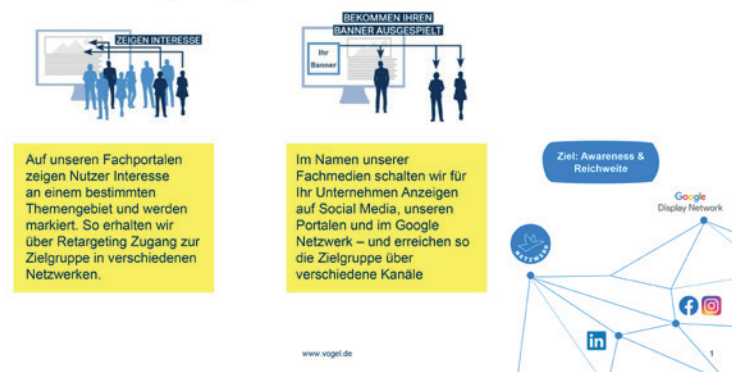 ZEIGEN INTERESSE
BEKOMMEN IHREN
BANNER AUSGESPIELT
Ihr
Banner
Auf unseren Fachportalen
zeigen Nutzer Interesse
an einem bestimmten
Themengebiet und werden
markiert. So erhalten wir
über Retargeting Zugang zur
Zielgruppe in verschiedenen
Netzwerken.
Im Namen unserer
Fachmedien schalten wir für
Ihr Unternehmen Anzeigen
auf Social Media, unseren
Portalen und im Google
Netzwerk – und erreichen so
die Zielgruppe über
verschiedene Kanäle
Ziel: Awareness &
Reichweite
Google
Display Network
NETZWERK
in
www.vogel.de
1